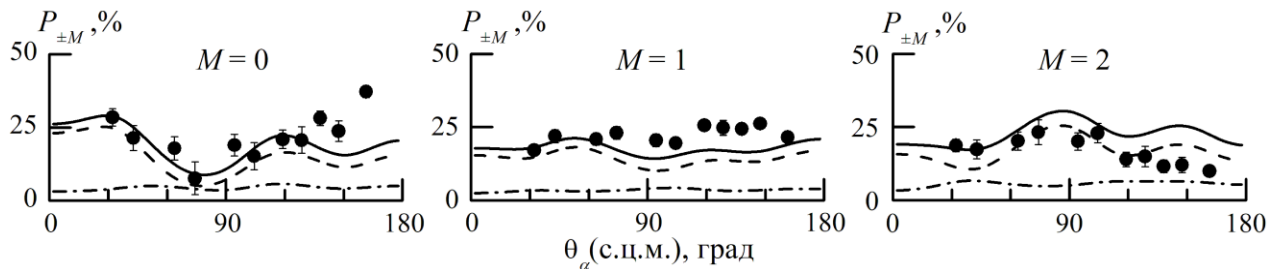 P±M ,% P±M ,% P±M ,%
50 M = 0 50 M = 1 50 M = 2
25 25 25
0 0 0
0 90 180 0 90 180 0 90 180
θα(с.ц.м.), град